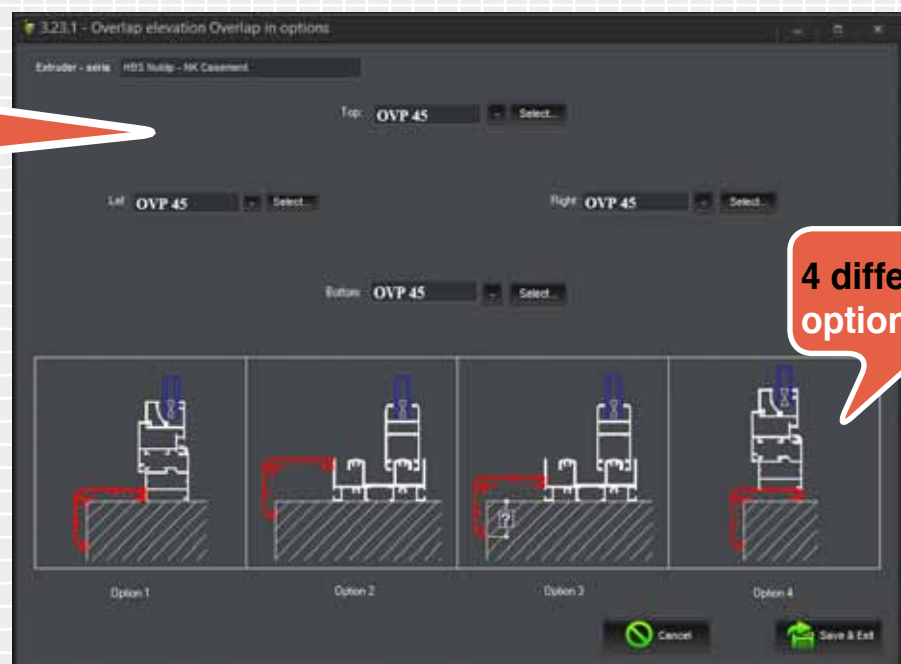 3.23.1 - Overlap elevation Overlap in options
Extruder - serie HBS Nulilp - NK Casement
Top: OVP 45 - Select...
Left OVP 45 - Select...
Right OVP 45 - Select...
4 diffe
option
Bottom: OVP 45 - Select...
?
Option 1 Option 2 Option 3 Option 4
Cancel Save & Exit